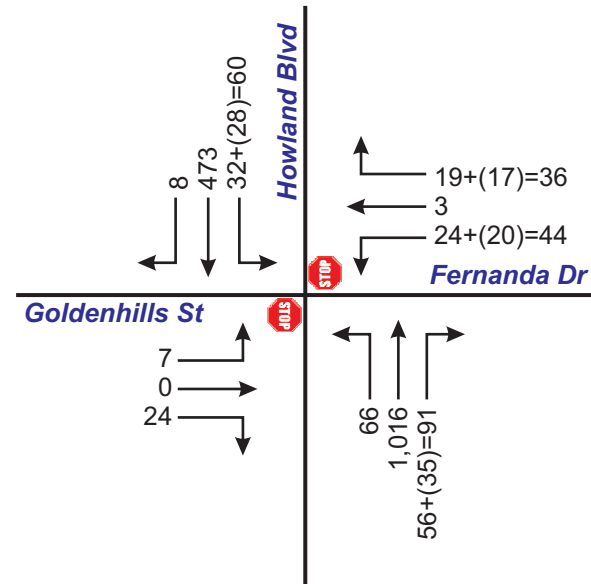 Howland Blvd
8
473
32+(28)=60
19+(17)=36
3
24+(20)=44
STOP
Fernanda Dr
Goldenhills St
STOP
7
0
24
66
1,016
56+(35)=91